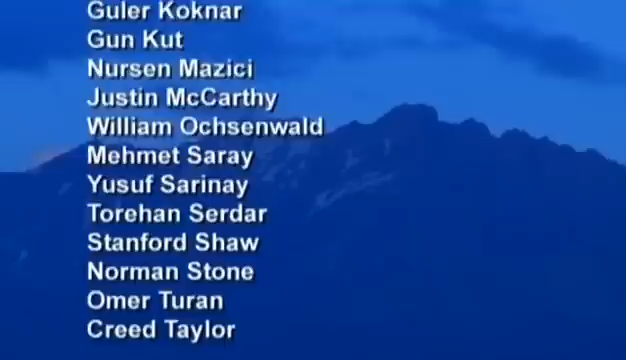 Guler Koknar
Gun Kut
Nursen Mazici
Justin McCarthy
William Ochsenwald
Mehmet Saray
Yusuf Sarinay
Torehan Serdar
Stanford Shaw
Norman Stone
Omer Turan
Creed Taylor